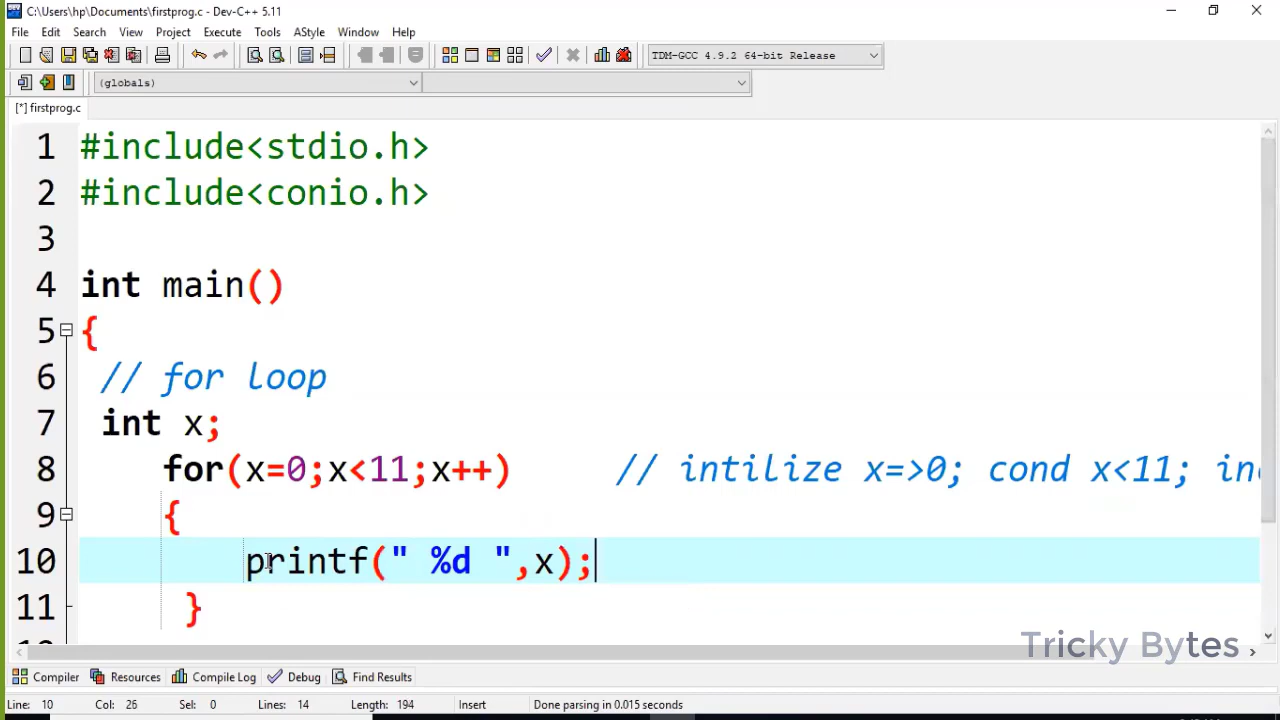 C:\Users\hp\Documents\firstprog.c - Dev-C++ 5.11
File Edit Search View Project Execute Tools AStyle Window Help
TDM-GCC 4.9.2 64-bit Release
(globals)
[*] firstprog.c
1 #include<stdio.h>
2 #include<conio.h>
3
4 int main()
5 {
6 // for loop
7 int x;
8 for(x=0;x<11;x++) // intilize x=>0; cond x<11; in
9 {
10 printf(" %d ",x);
11 }
Tricky Bytes
Compiler Resources Compile Log Debug Find Results
Line: 10 Col: 26 Sel: 0 Lines: 14 Length: 194 Insert Done parsing in 0.015 seconds